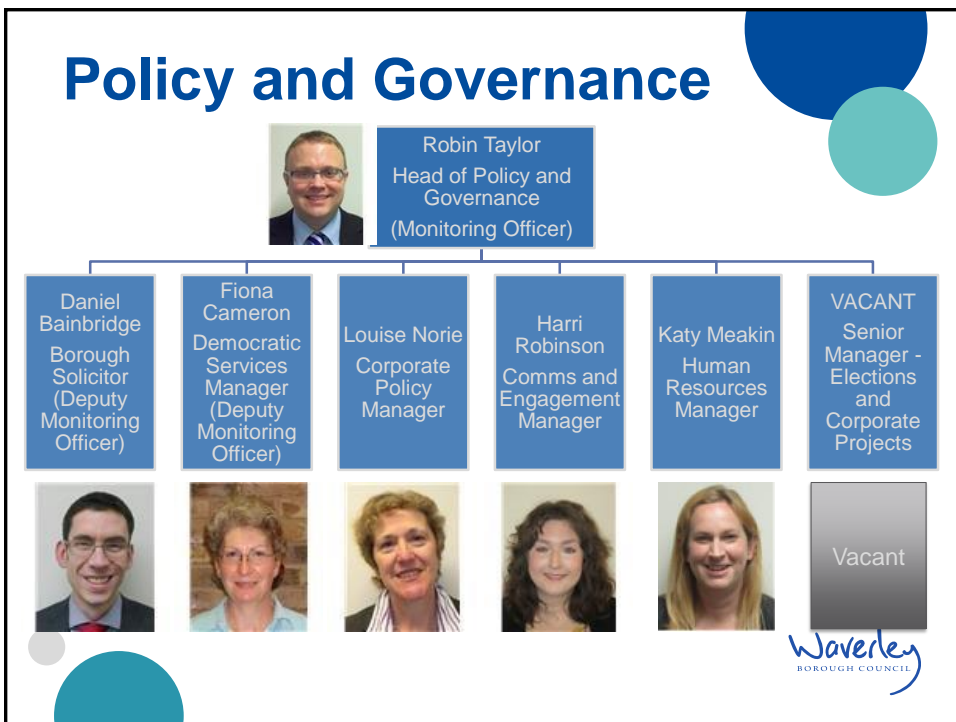 Policy and Governance
Robin Taylor
Head of Policy and
Governance
(Monitoring Officer)
Daniel
Bainbridge
Borough
Solicitor
(Deputy
Monitoring
Officer)
Fiona
Cameron
Democratic
Services
Manager
(Deputy
Monitoring
Officer)
Louise Norie
Corporate
Policy
Manager
Harri
Robinson
Comms and
Engagement
Manager
Katy Meakin
Human
Resources
Manager
VACANT
Senior
Manager -
Elections
and
Corporate
Projects
Vacant
Waverley
BOROUGH COUNCIL